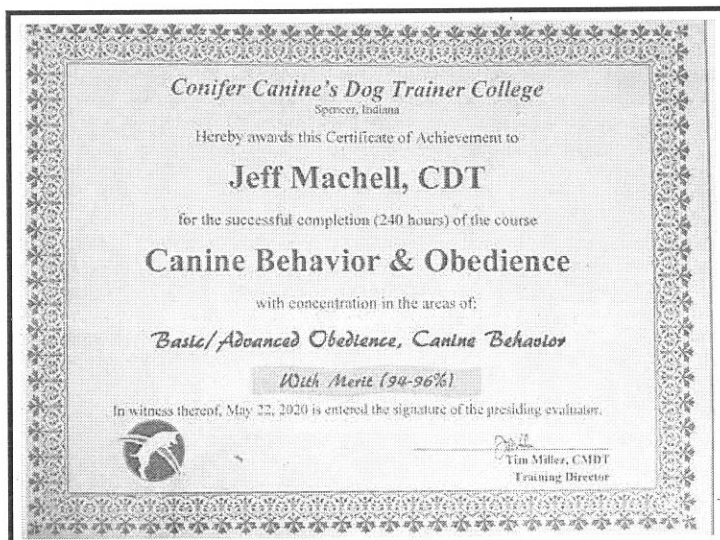 Conifer Canine's Dog Trainer College
Spencer, Indiana
Hereby awards this Certificate of Achievement to
Jeff Machell, CDT
for the successful completion (240 hours) of the course
Canine Behavior & Obedience
with concentration in the areas of:
Basic/Advanced Obedience, Canine Behavior
With Merit (94-96%)
In witness thereof, May 22, 2020 is entered the signature of the presiding evaluator.
Tim Miller, CMDT
Training Director